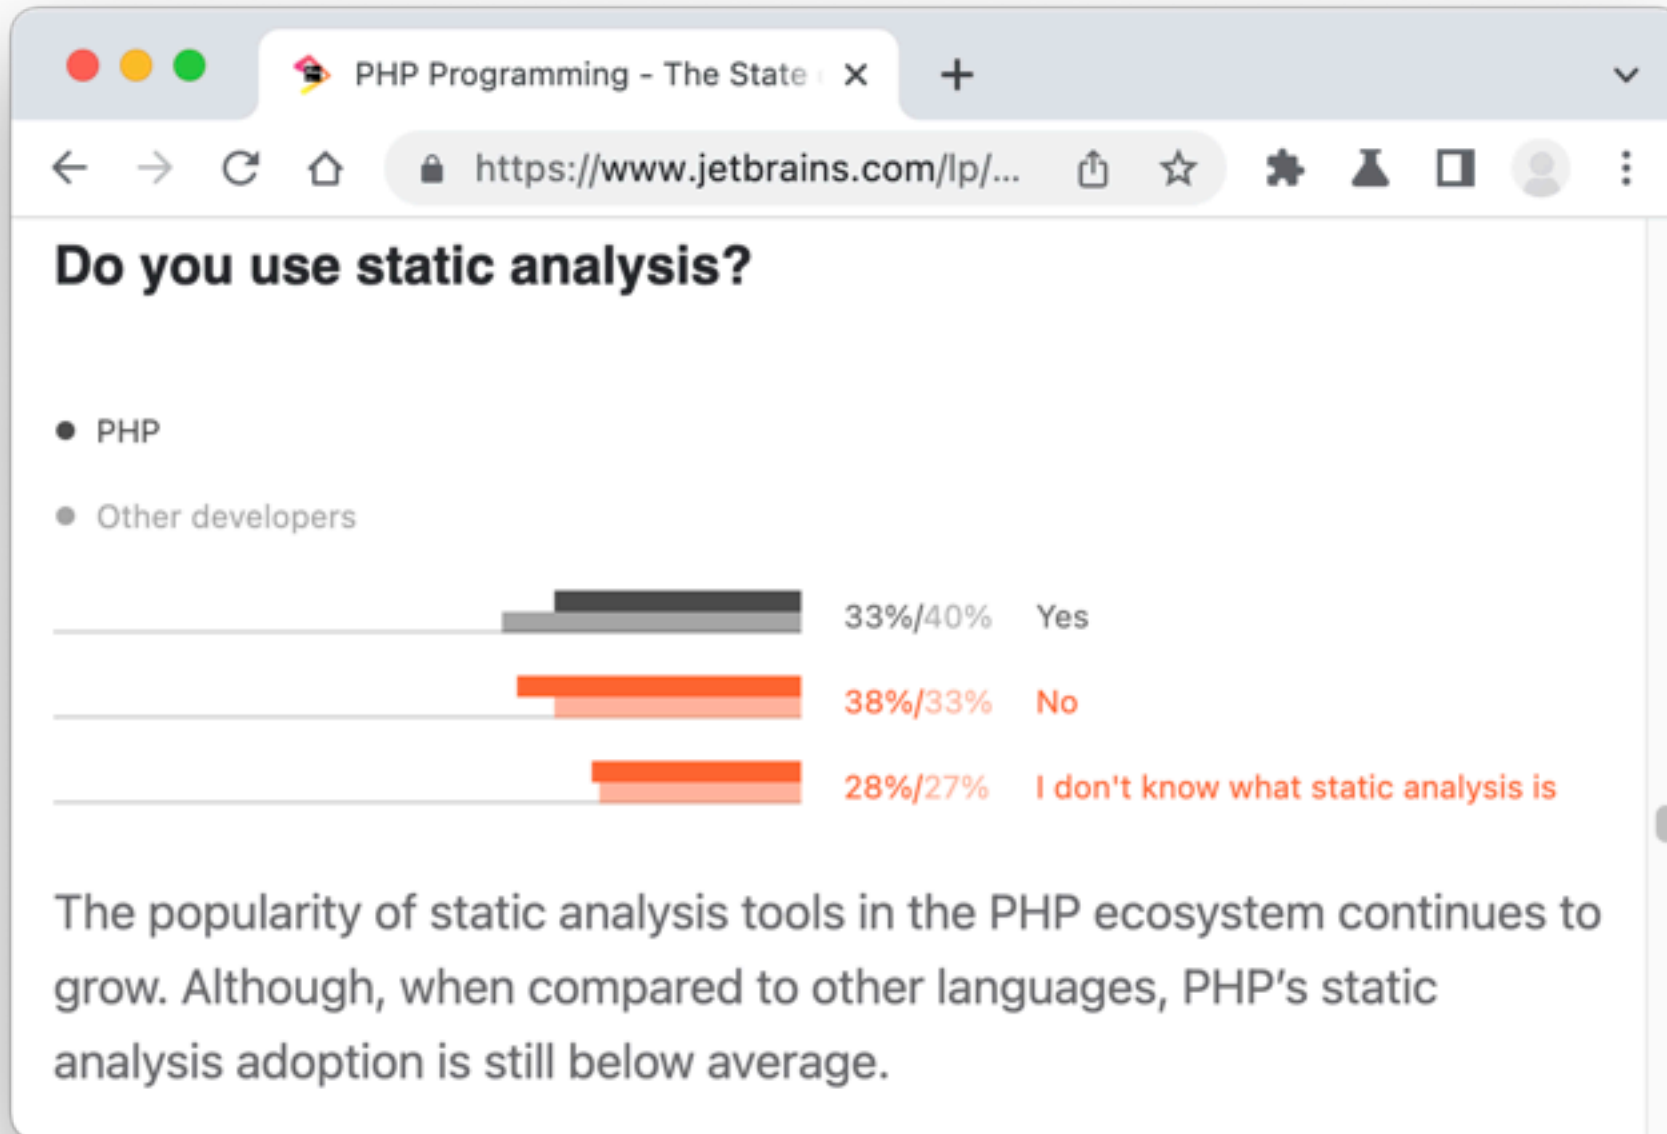 PHP Programming - The State
https://www.jetbrains.com/lp/...
Do you use static analysis?
PHP
Other developers
33%/40% Yes
38%/33% No
28%/27% I don't know what static analysis is
The popularity of static analysis tools in the PHP ecosystem continues to
grow. Although, when compared to other languages, PHP’s static
analysis adoption is still below average.